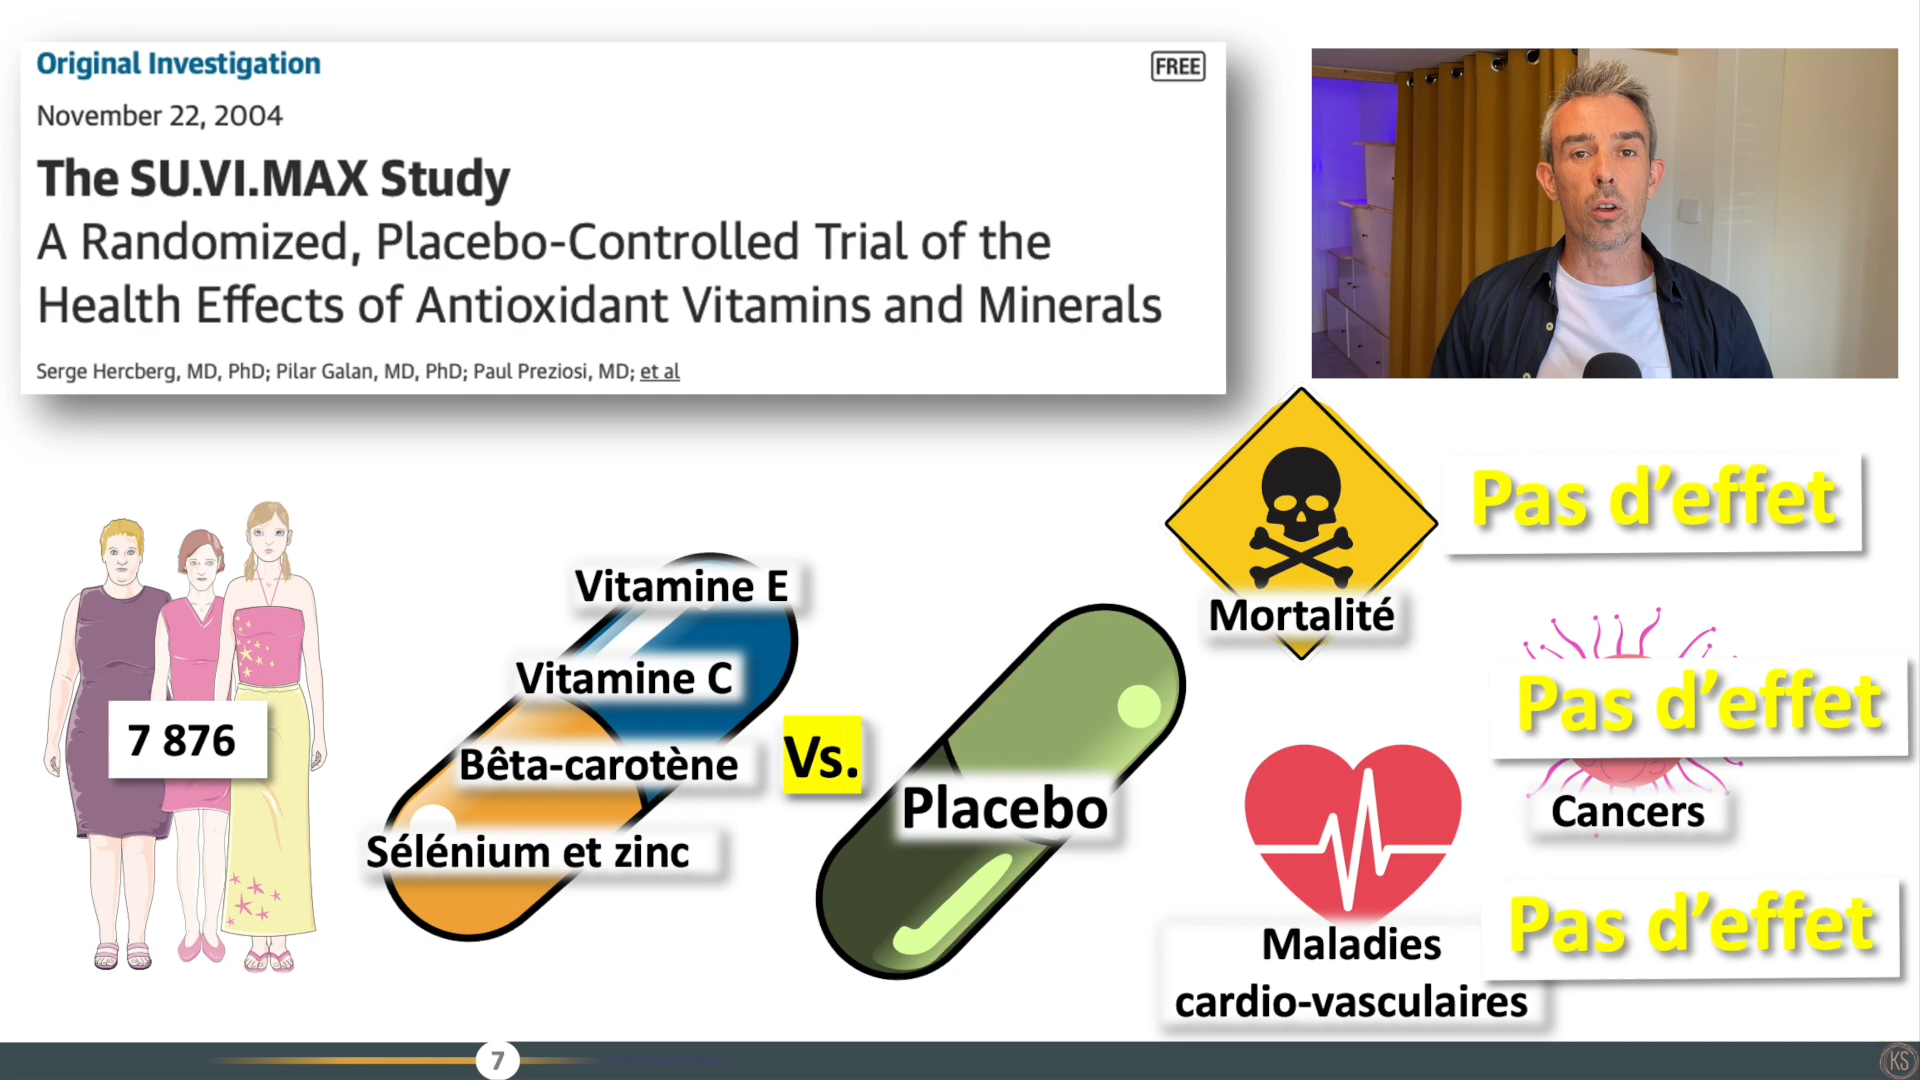 Original Investigation
FREE
November 22, 2004
The SU.VI.MAX Study
A Randomized, Placebo-Controlled Trial of the
Health Effects of Antioxidant Vitamins and Minerals
Serge Hercberg, MD, PhD; Pilar Galan, MD, PhD; Paul Preziosi, MD; et al
7 876
Vitamine E
Vitamine C
Bêta-carotène
Sélénium et zinc
Vs.
Placebo
Mortalité
Pas d'effet
Pas d'effet
Cancers
Maladies
cardio-vasculaires
Pas d'effet
7
KS